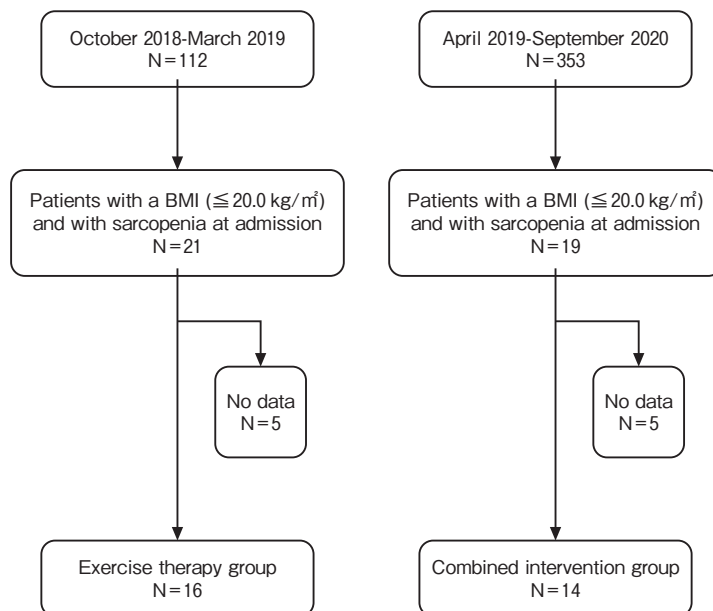 October 2018-March 2019
N=112
Patients with a BMI (≦20.0 kg/㎡)
and with sarcopenia at admission
N=21
No data
N=5
Exercise therapy group
N=16
April 2019-September 2020
N=353
Patients with a BMI (≦20.0 kg/㎡)
and with sarcopenia at admission
N=19
No data
N=5
Combined intervention group
N=14